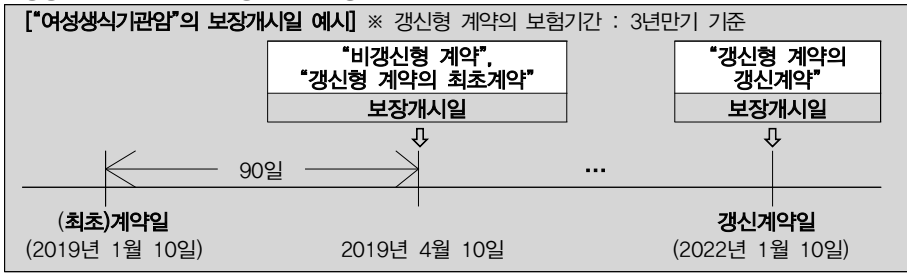 ["여성생식기관암"의 보장개시일 예시] ※ 갱신형 계약의 보험기간 : 3년만기 기준
"비갱신형 계약",
"갱신형 계약의 최초계약"
보장개시일
"갱신형 계약의
갱신계약"
보장개시일
90일
...
(최초)계약일
(2019년 1월 10일)
2019년 4월 10일
갱신계약일
(2022년 1월 10일)